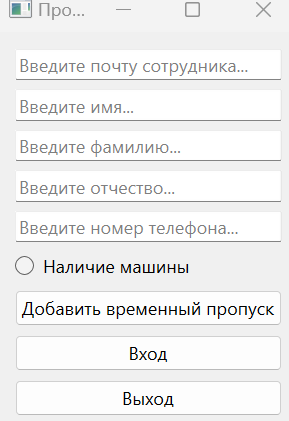 Про...
Введите почту сотрудника...
Введите имя...
Введите фамилию...
Введите отчество...
Введите номер телефона...
Наличие машины
Добавить временный пропуск
Вход
Выход